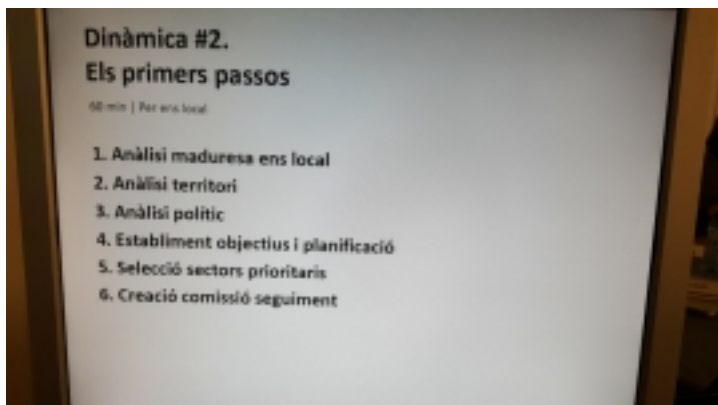 Dinàmica #2.
Els primers passos
60 min | Per ens local
1. Anàlisi maduresa ens local
2. Anàlisi territori
3. Anàlisi polític
4. Establiment objectius i planificació
5. Selecció sectors prioritaris
6. Creació comissió seguiment